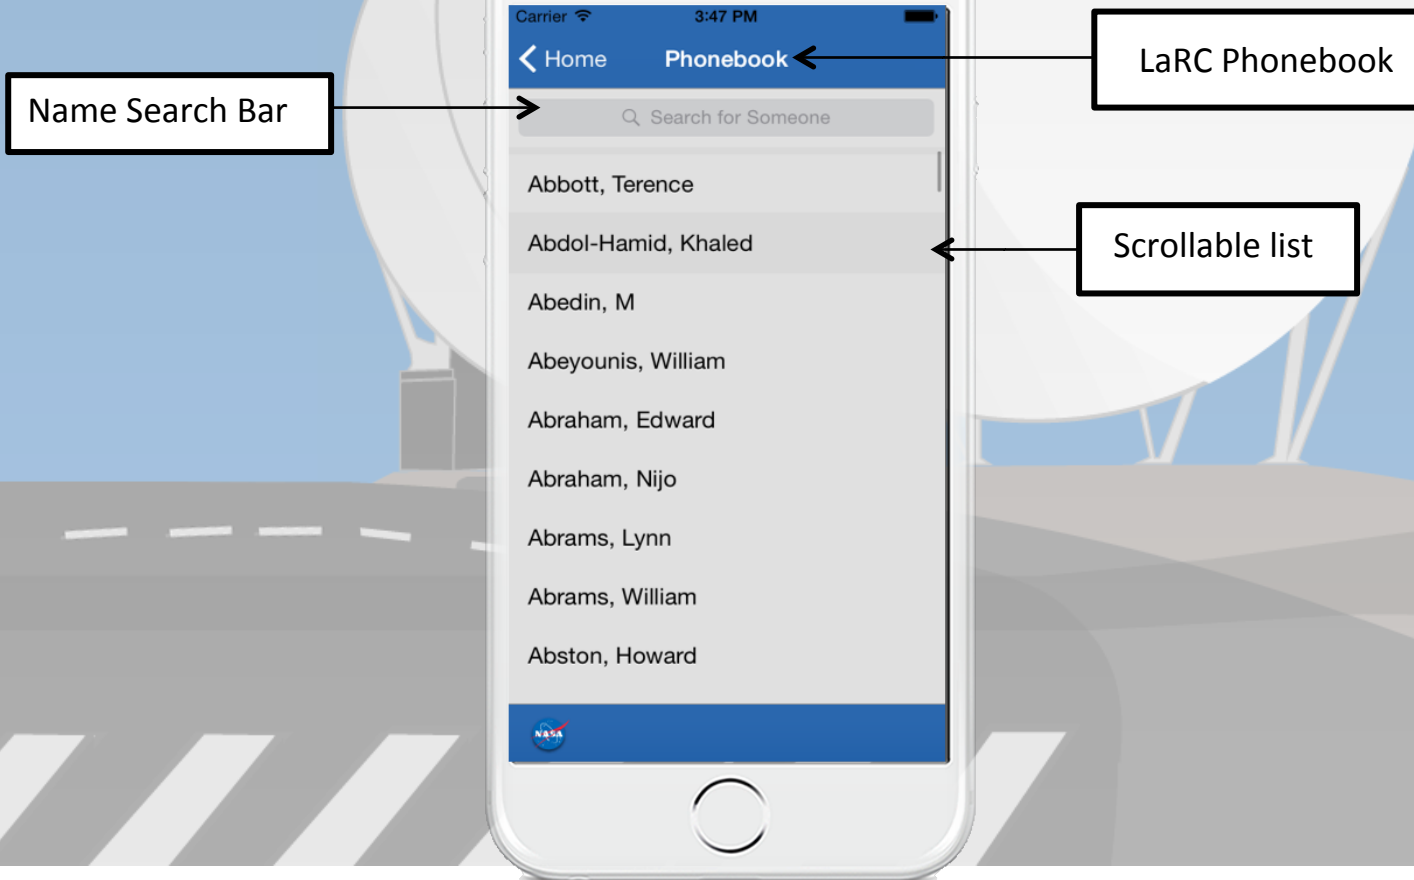 Carrier 3:47 PM
Home Phonebook
LaRC Phonebook
Name Search Bar
Search for Someone
Abbott, Terence
Abdol-Hamid, Khaled
Scrollable list
Abedin, M
Abeyounis, William
Abraham, Edward
Abraham, Nijo
Abrams, Lynn
Abrams, William
Abston, Howard
NASA